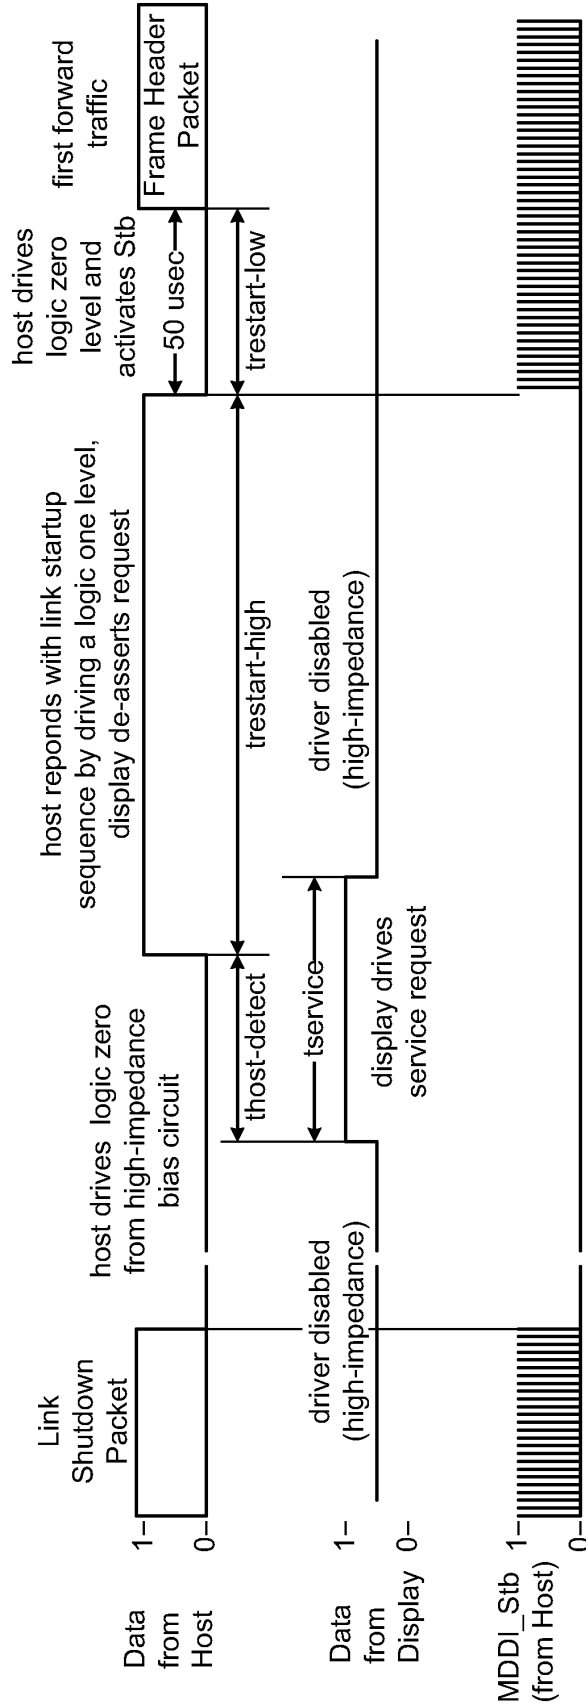 Link
Shutdown
Packet
host drives logic zero
from high-impedance
bias circuit
host reponds with link startup
sequence by driving a logic one level,
display de-asserts request
host drives
logic zero
level and
activates Stb
first forward
traffic
Data
from
Host
1
0
50 usec
Frame Header
Packet
thost-detect
trestart-high
trestart-low
Data
from
Display
1
0
driver disabled
(high-impedance)
tservice
display drives
service request
driver disabled
(high-impedance)
MDDI_Stb
(from Host)
1
0